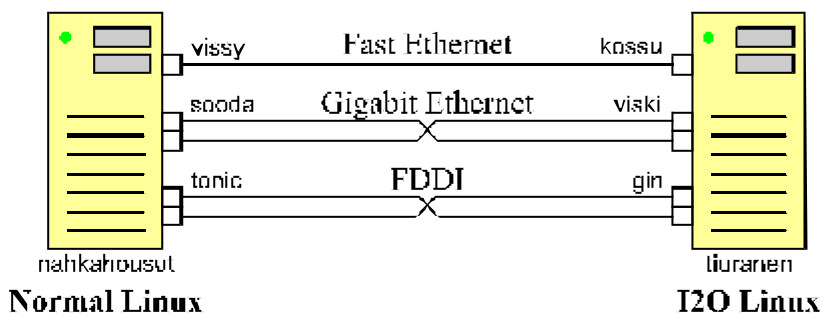 vissy Fast Ethernet kossu
sooda Gigabit Ethernet viski
tonic FDDI gin
nahkahousut tiuranen
Normal Linux I2O Linux